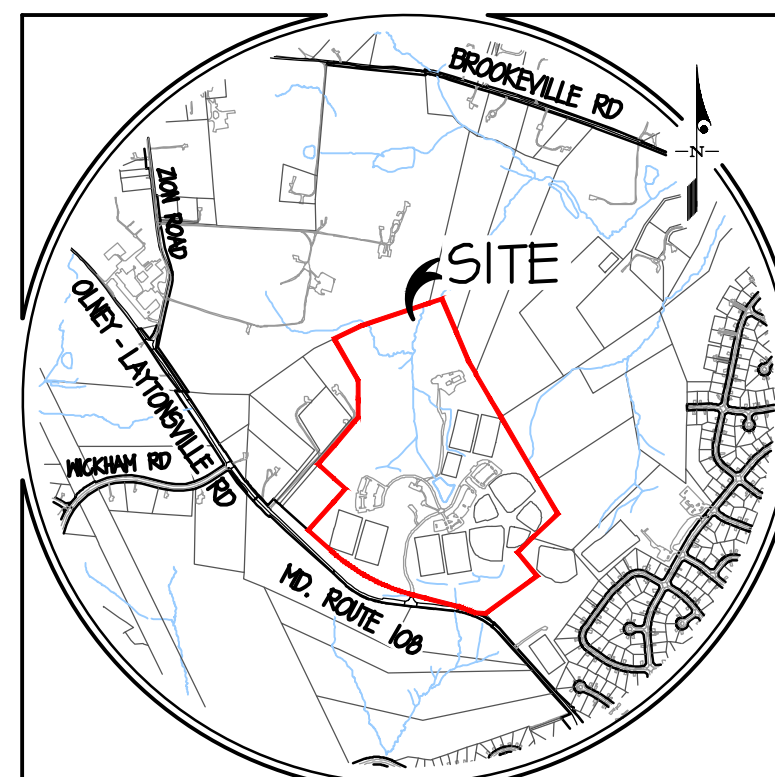 BROOKEVILLE RD
N
ZION ROAD
SITE
OLNEY - LAYTONSVILLE RD
WICKHAM RD
MD. ROUTE 108